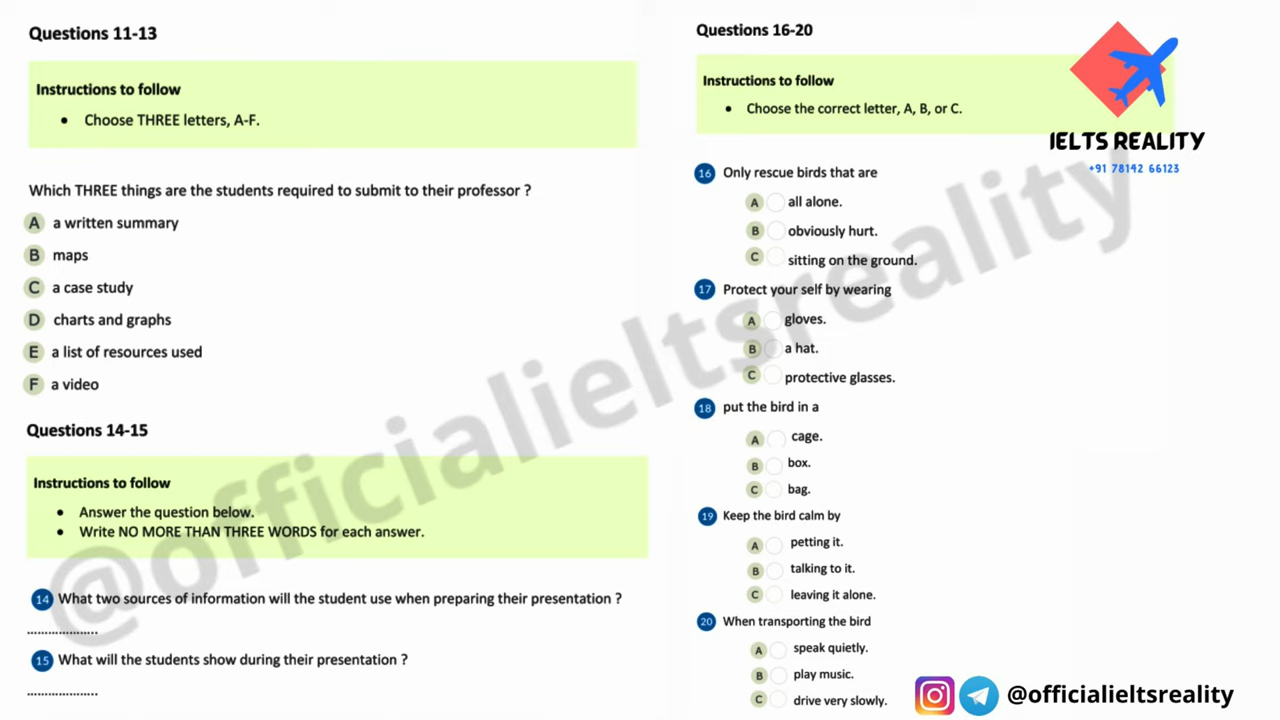 Questions 11-13
Instructions to follow
• Choose THREE letters, A-F.
Which THREE things are the students required to submit to their professor ?
A a written summary
B maps
C a case study
D charts and graphs
E a list of resources used
F a video
Questions 14-15
Instructions to follow
• Answer the question below.
• Write NO MORE THAN THREE WORDS for each answer.
14 What two sources of information will the student use when preparing their presentation ?
...................
15 What will the students show during their presentation ?
...................
Questions 16-20
Instructions to follow
• Choose the correct letter, A, B, or C.
16 Only rescue birds that are
A all alone.
B obviously hurt.
C sitting on the ground.
17 Protect your self by wearing
A gloves.
B a hat.
C protective glasses.
18 put the bird in a
A cage.
B box.
C bag.
19 Keep the bird calm by
A petting it.
B talking to it.
C leaving it alone.
20 When transporting the bird
A speak quietly.
B play music.
C drive very slowly.
IELTS REALITY
+91 78142 66123
@officialieltsreality
@officialieltsreality